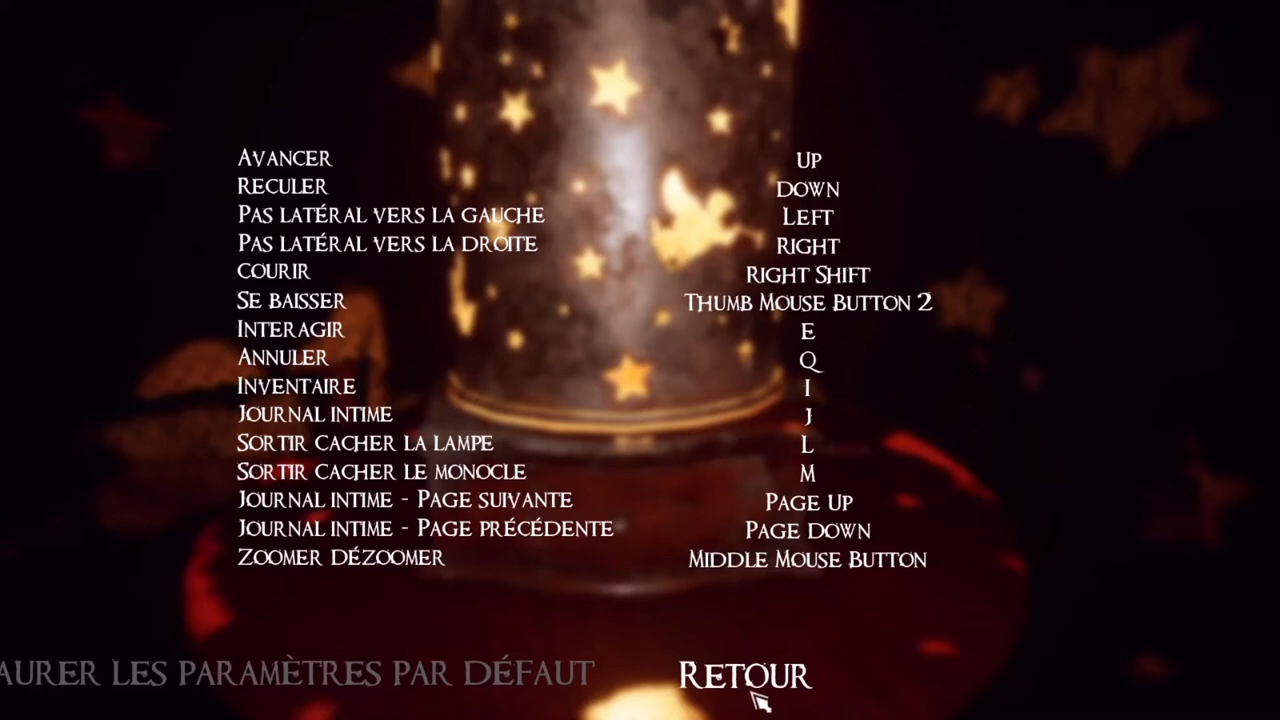 Avancer Up
Reculer Down
Pas latéral vers la gauche Left
Pas latéral vers la droite Right
Courir Right Shift
Se baisser Thumb Mouse Button 2
Interagir E
Annuler Q
Inventaire I
Journal intime J
Sortir cacher la lampe L
Sortir cacher le monocle M
Journal intime - Page suivante Page Up
Journal intime - Page précédente Page Down
Zoomer dézoomer Middle Mouse Button
aurer les paramètres par défaut Retour